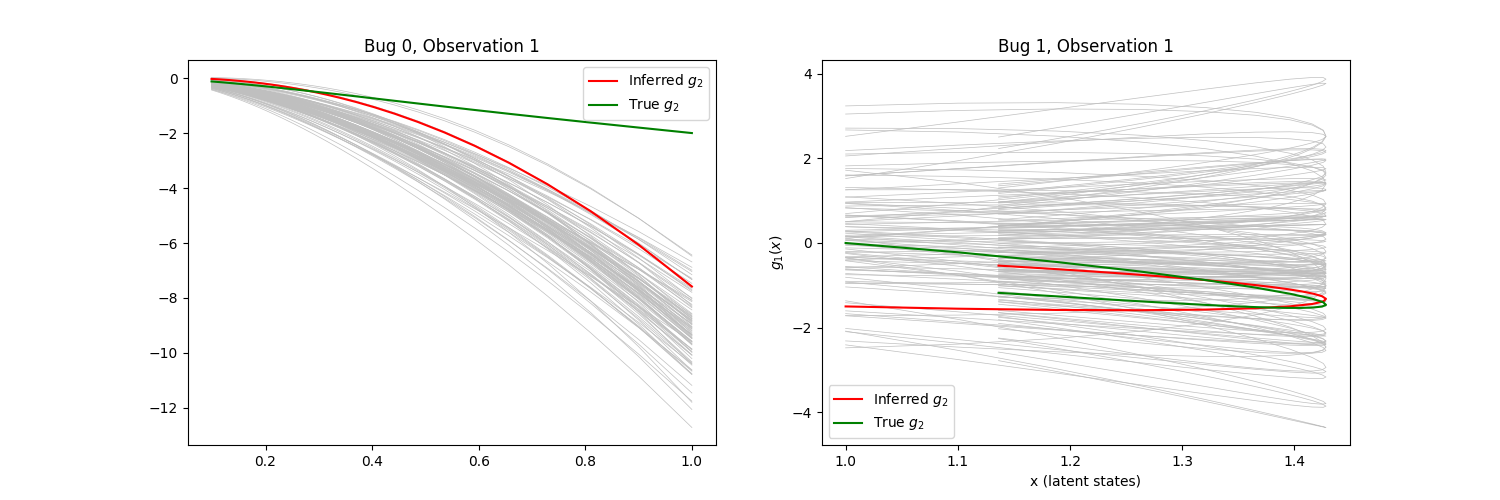 Bug 0, Observation 1
0
−2
−4
−6
−8
−10
−12
0.2 0.4 0.6 0.8 1.0
Inferred g₂
True g₂
Bug 1, Observation 1
4
2
0
−2
−4
g₁(x)
Inferred g₂
True g₂
1.0 1.1 1.2 1.3 1.4
x (latent states)